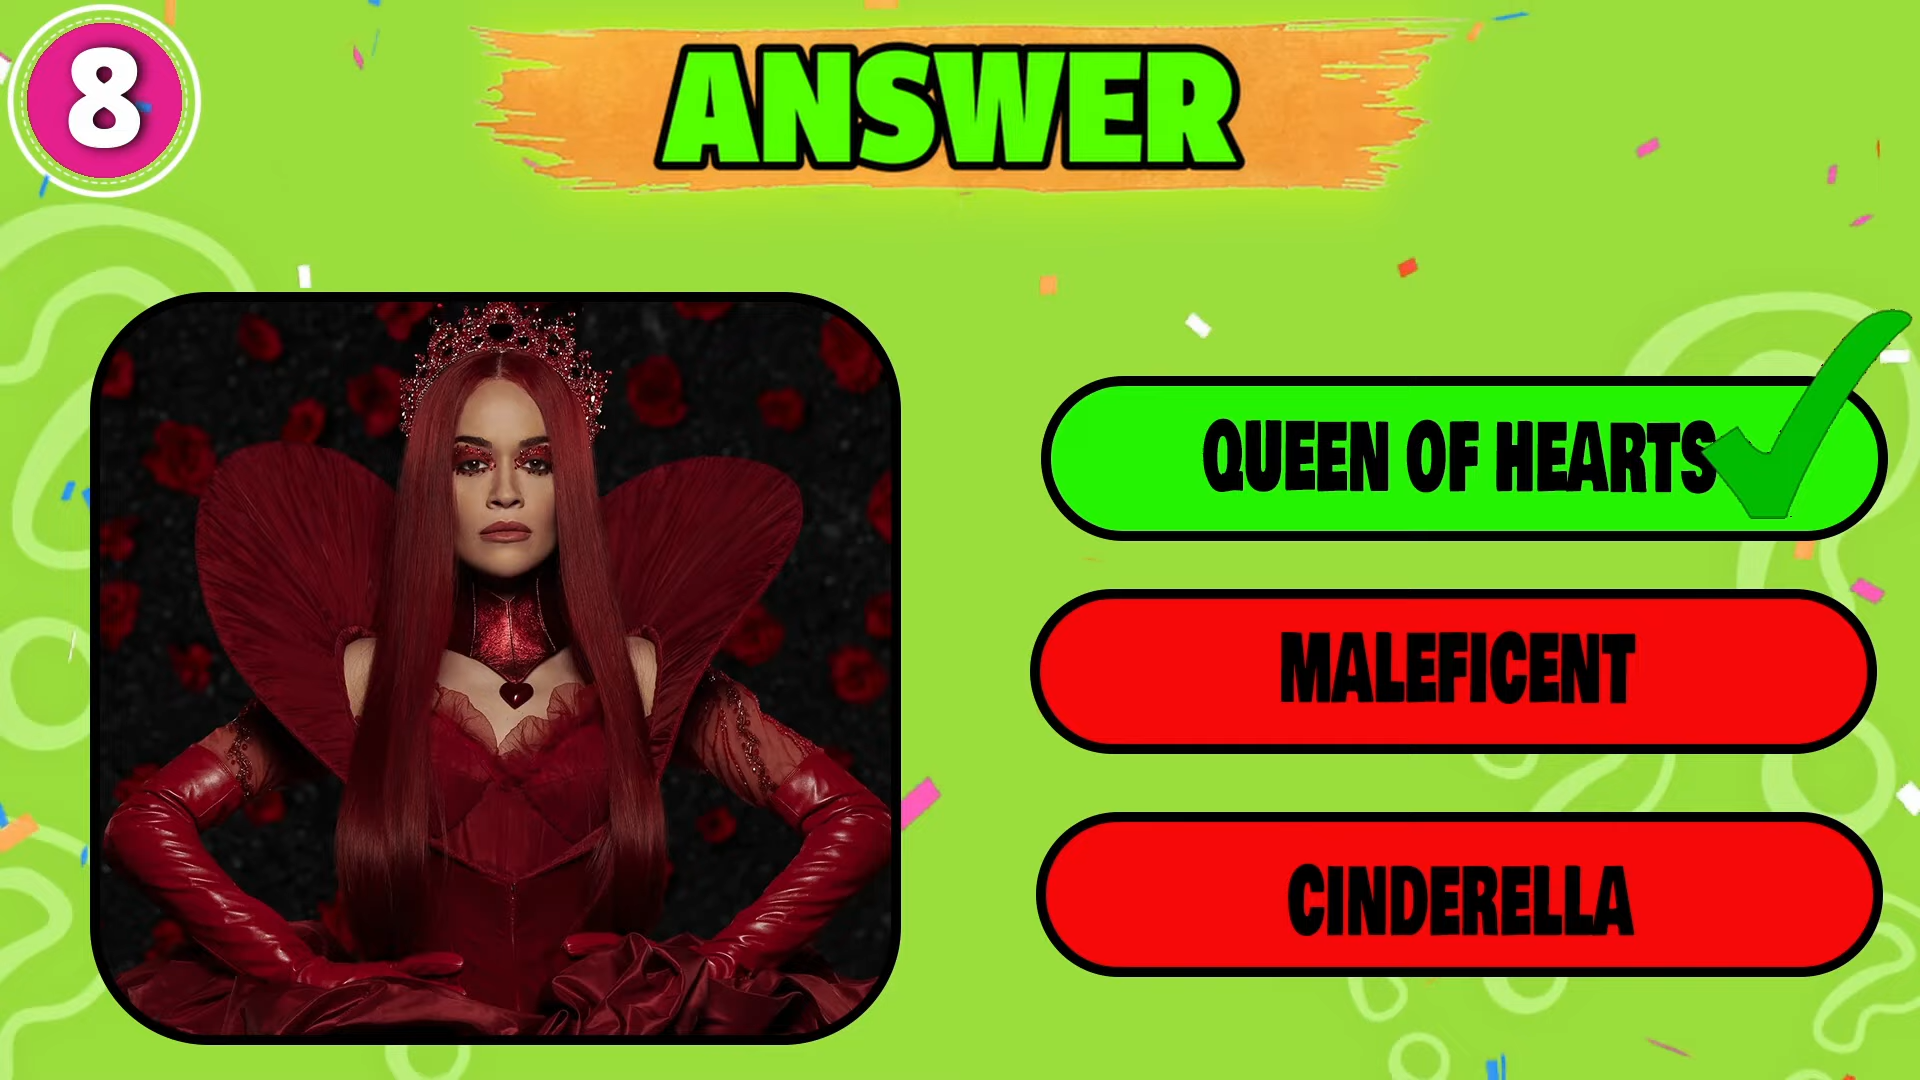 8
ANSWER
QUEEN OF HEARTS
MALEFICENT
CINDERELLA